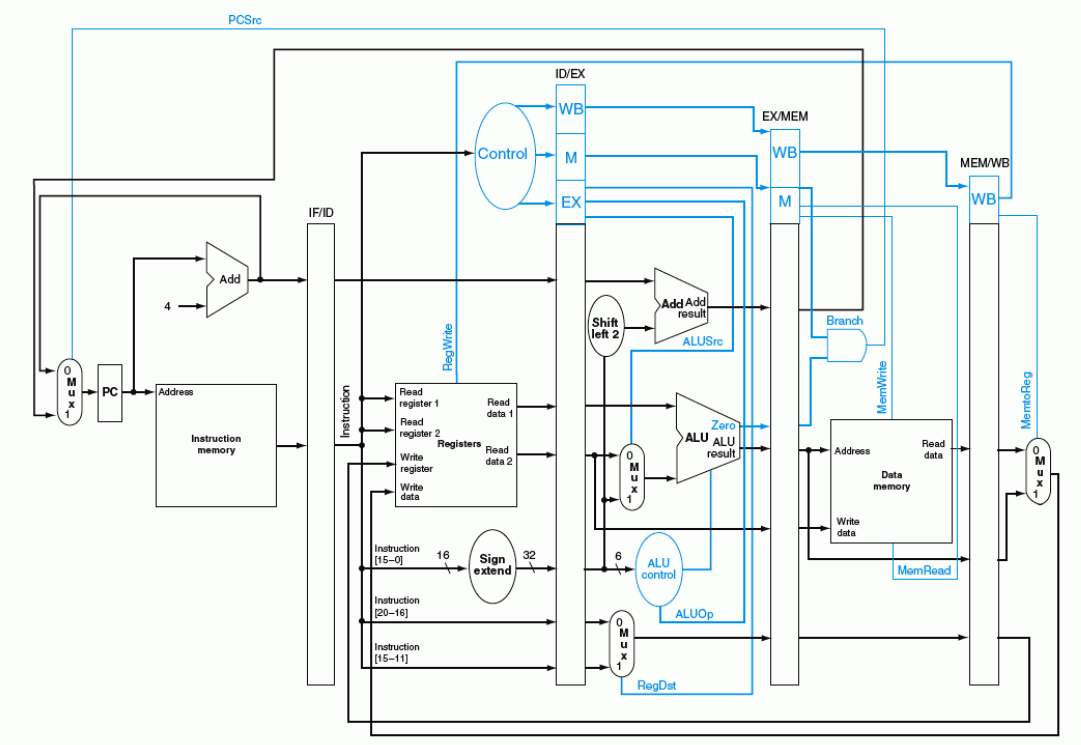 PCSrc
ID/EX
WB
EX/MEM
Control
M
WB
MEM/WB
EX
M
WB
IF/ID
Add
4
Add Add
result
Shift
left 2
RegWrite
ALUSrc
Branch
MemWrite
MemtoReg
0
M
u
x
1
PC
Address
Instruction
memory
Instruction
Read
register 1
Read
register 2
Registers
Write
register
Write
data
Read
data 1
Read
data 2
0
M
u
x
1
Zero
ALU
ALU
result
Address
Read
data
Data
memory
Write
data
MemRead
0
M
u
x
1
Instruction
[15–0]
16
Sign
extend
32
6
ALU
control
ALUOp
Instruction
[20–16]
Instruction
[15–11]
0
M
u
x
1
RegDst